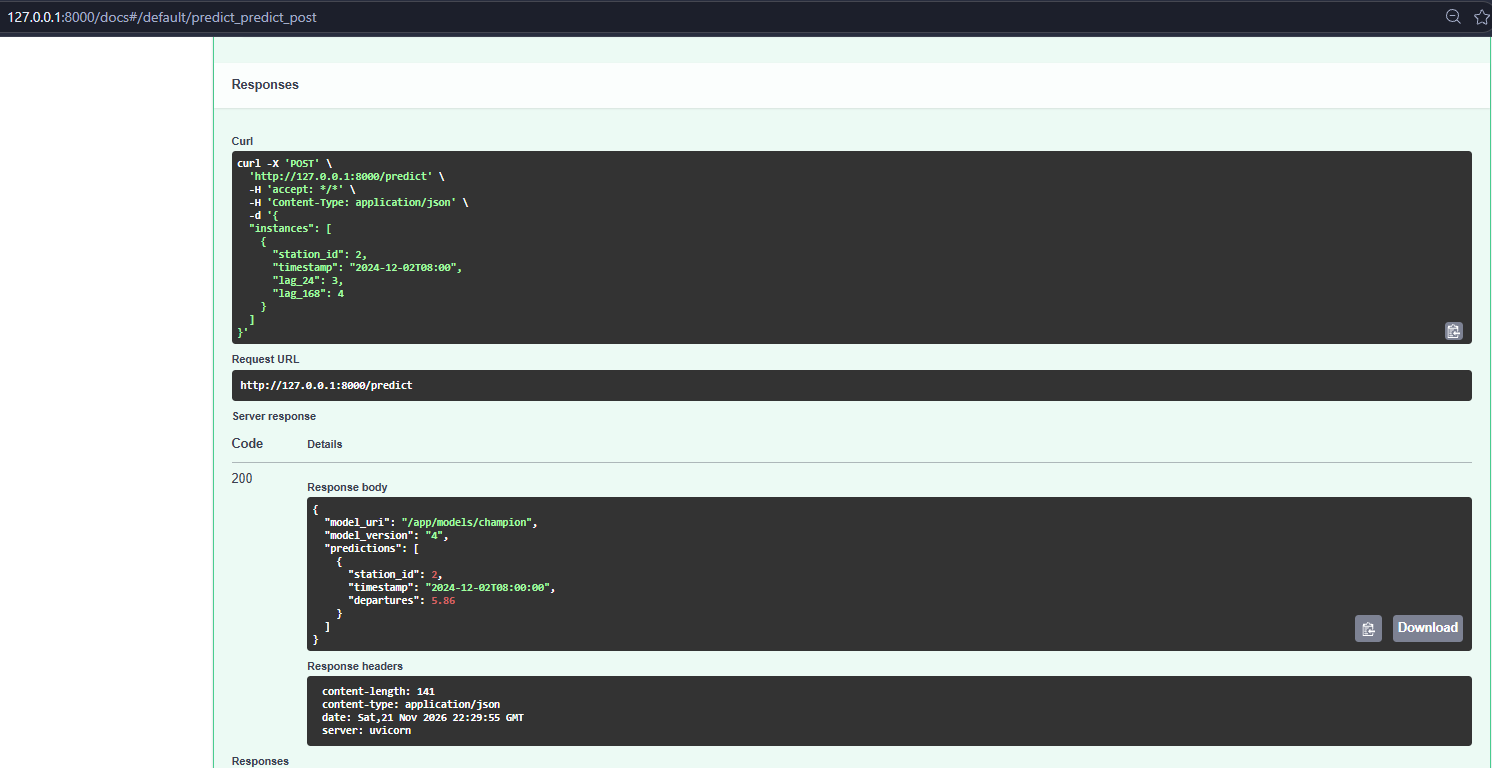 127.0.0.1:8000/docs#/default/predict_predict_post
Responses
Curl
curl -X 'POST' \
  'http://127.0.0.1:8000/predict' \
  -H 'accept: */*' \
  -H 'Content-Type: application/json' \
  -d '{
  "instances": [
    {
      "station_id": 2,
      "timestamp": "2024-12-02T08:00",
      "lag_24": 3,
      "lag_168": 4
    }
  ]
}'
Request URL
http://127.0.0.1:8000/predict
Server response
Code Details
200
Response body
{
  "model_uri": "/app/models/champion",
  "model_version": "4",
  "predictions": [
    {
      "station_id": 2,
      "timestamp": "2024-12-02T08:00:00",
      "departures": 5.86
    }
  ]
}
Download
Response headers
content-length: 141
content-type: application/json
date: Sat,21 Nov 2026 22:29:55 GMT
server: uvicorn
Responses